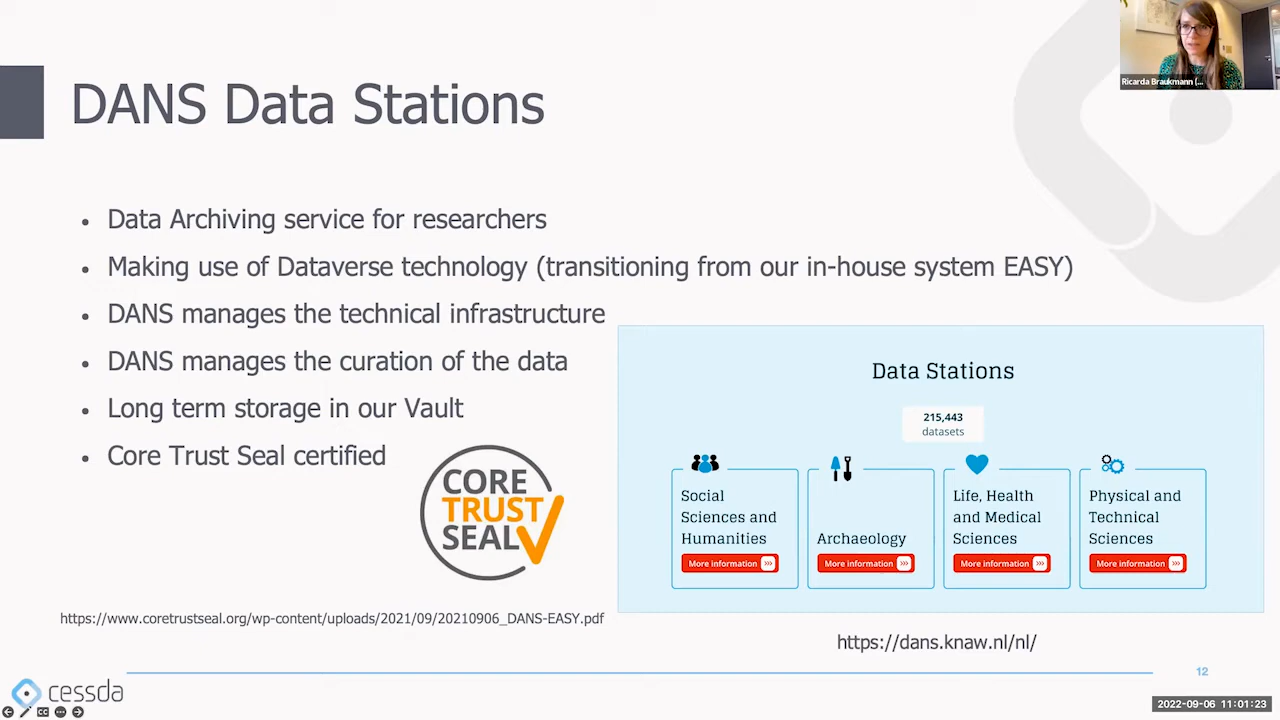 Ricarda Braukmann (...
DANS Data Stations
• Data Archiving service for researchers
• Making use of Dataverse technology (transitioning from our in-house system EASY)
• DANS manages the technical infrastructure
• DANS manages the curation of the data
• Long term storage in our Vault
• Core Trust Seal certified
CORE
TRUST
SEAL
https://www.coretrustseal.org/wp-content/uploads/2021/09/20210906_DANS-EASY.pdf
Data Stations
215,443
datasets
Social
Sciences and
Humanities
More information
Archaeology
More information
Life, Health
and Medical
Sciences
More information
Physical and
Technical
Sciences
More information
https://dans.knaw.nl/nl/
12
cessda
CC
2022-09-06 11:01:23